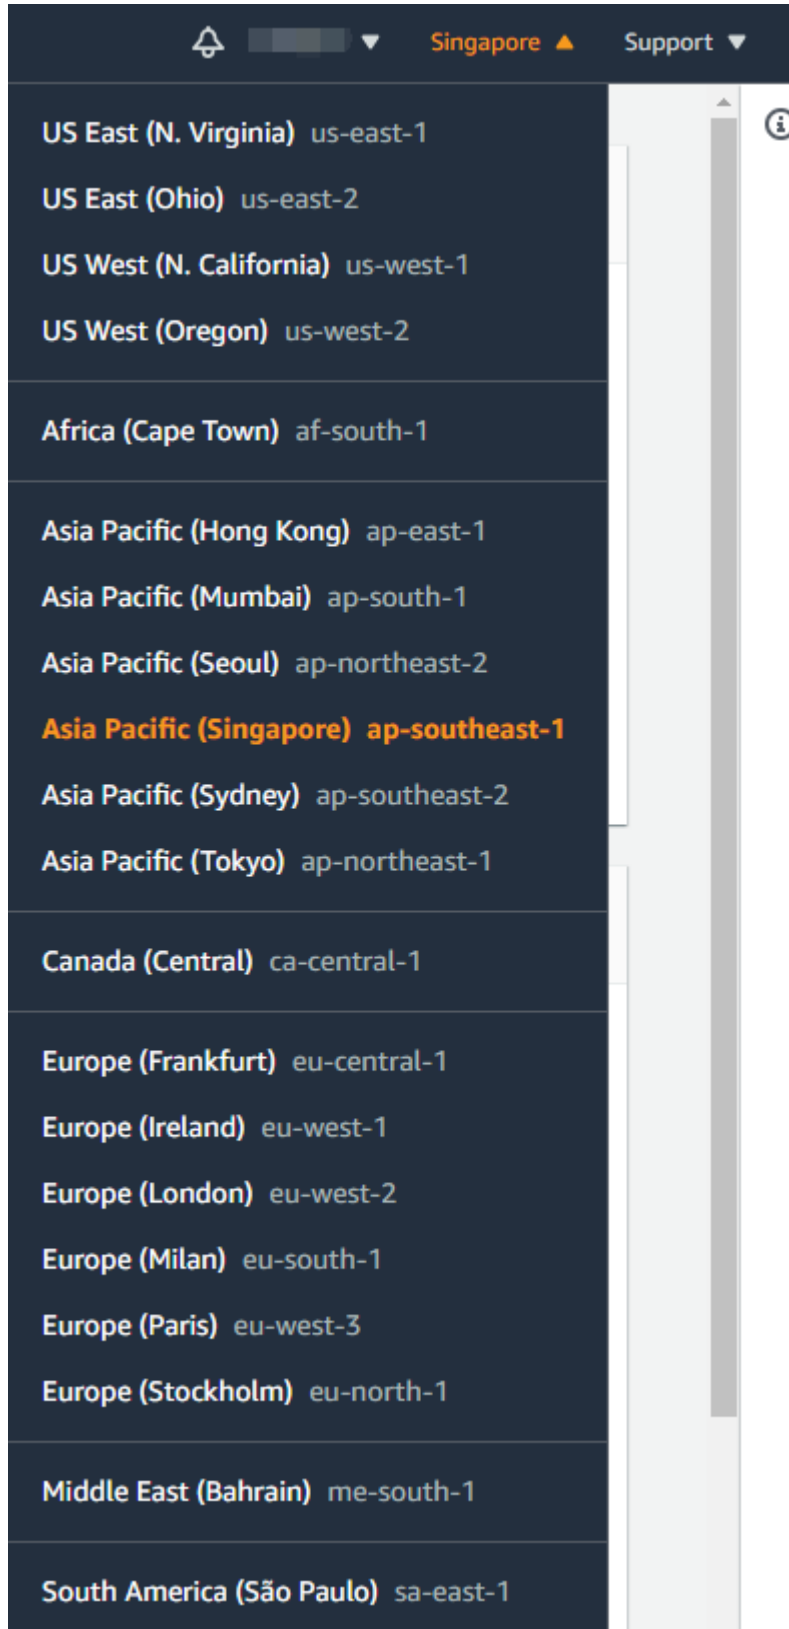 Singapore ▲ Support ▼
US East (N. Virginia) us-east-1
US East (Ohio) us-east-2
US West (N. California) us-west-1
US West (Oregon) us-west-2
Africa (Cape Town) af-south-1
Asia Pacific (Hong Kong) ap-east-1
Asia Pacific (Mumbai) ap-south-1
Asia Pacific (Seoul) ap-northeast-2
Asia Pacific (Singapore) ap-southeast-1
Asia Pacific (Sydney) ap-southeast-2
Asia Pacific (Tokyo) ap-northeast-1
Canada (Central) ca-central-1
Europe (Frankfurt) eu-central-1
Europe (Ireland) eu-west-1
Europe (London) eu-west-2
Europe (Milan) eu-south-1
Europe (Paris) eu-west-3
Europe (Stockholm) eu-north-1
Middle East (Bahrain) me-south-1
South America (São Paulo) sa-east-1